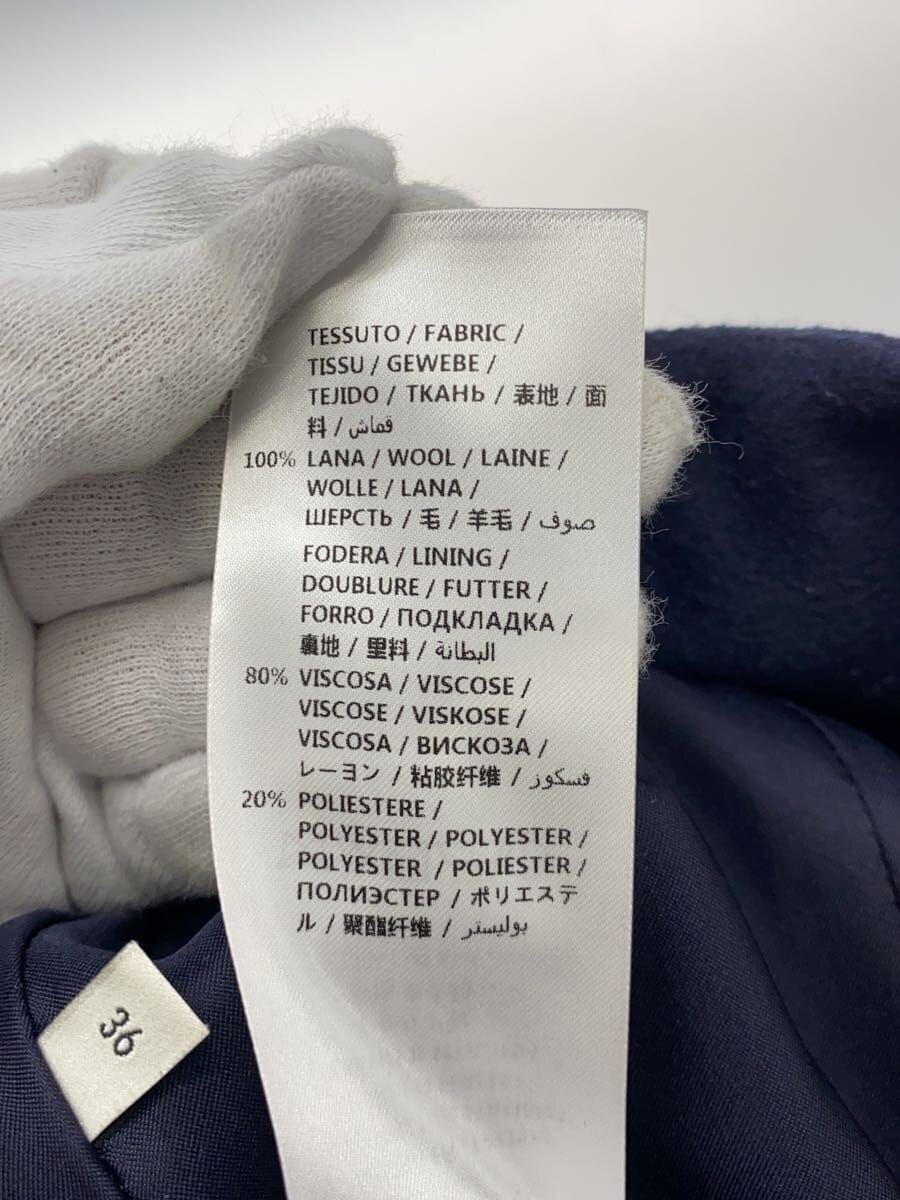 TESSUTO / FABRIC /
TISSU / GEWEBE /
TEJIDO / ТКАНЬ / 表地 / 面
料 / قماش
100% LANA / WOOL / LAINE /
WOLLE / LANA /
ШЕРСТЬ / 毛 / 羊毛 / صوف
FODERA / LINING /
DOUBLURE / FUTTER /
FORRO / ПОДКЛАДКА /
裏地 / 里料 / البطانة
80% VISCOSA / VISCOSE /
VISCOSE / VISKOSE /
VISCOSA / ВИСКОЗА /
レーヨン / 粘胶纤维 / فسكوز
20% POLIESTERE /
POLYESTER / POLYESTER /
POLYESTER / POLIESTER /
ПОЛИЭСТЕР / ポリエステ
ル / 聚酯纤维 / بوليستر
36